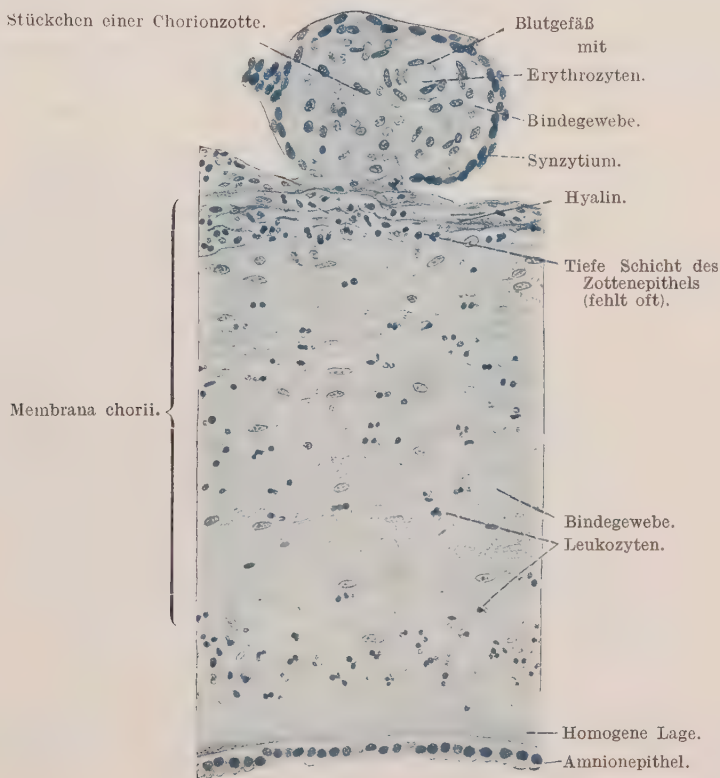 Stückchen einer Chorionzotte.
Blutgefäß
mit
Erythrozyten.
Bindegewebe.
Synzytium.
Hyalin.
Tiefe Schicht des
Zottenepithels
(fehlt oft).
Membrana chorii.
Bindegewebe.
Leukozyten.
Homogene Lage.
Amnionepithel.